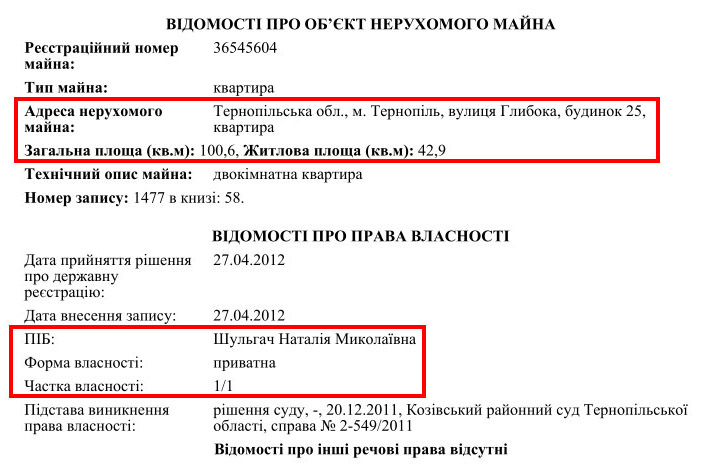 ВІДОМОСТІ ПРО ОБ’ЄКТ НЕРУХОМОГО МАЙНА
Реєстраційний номер майна: 36545604
Тип майна: квартира
Адреса нерухомого майна: Тернопільська обл., м. Тернопіль, вулиця Глибока, будинок 25, квартира
Загальна площа (кв.м): 100,6, Житлова площа (кв.м): 42,9
Технічний опис майна: двокімнатна квартира
Номер запису: 1477 в книзі: 58.
ВІДОМОСТІ ПРО ПРАВА ВЛАСНОСТІ
Дата прийняття рішення про державну реєстрацію: 27.04.2012
Дата внесення запису: 27.04.2012
ПІБ: Шульгач Наталія Миколаївна
Форма власності: приватна
Частка власності: 1/1
Підстава виникнення права власності: рішення суду, -, 20.12.2011, Козівський районний суд Тернопільської області, справа № 2-549/2011
Відомості про інші речові права відсутні